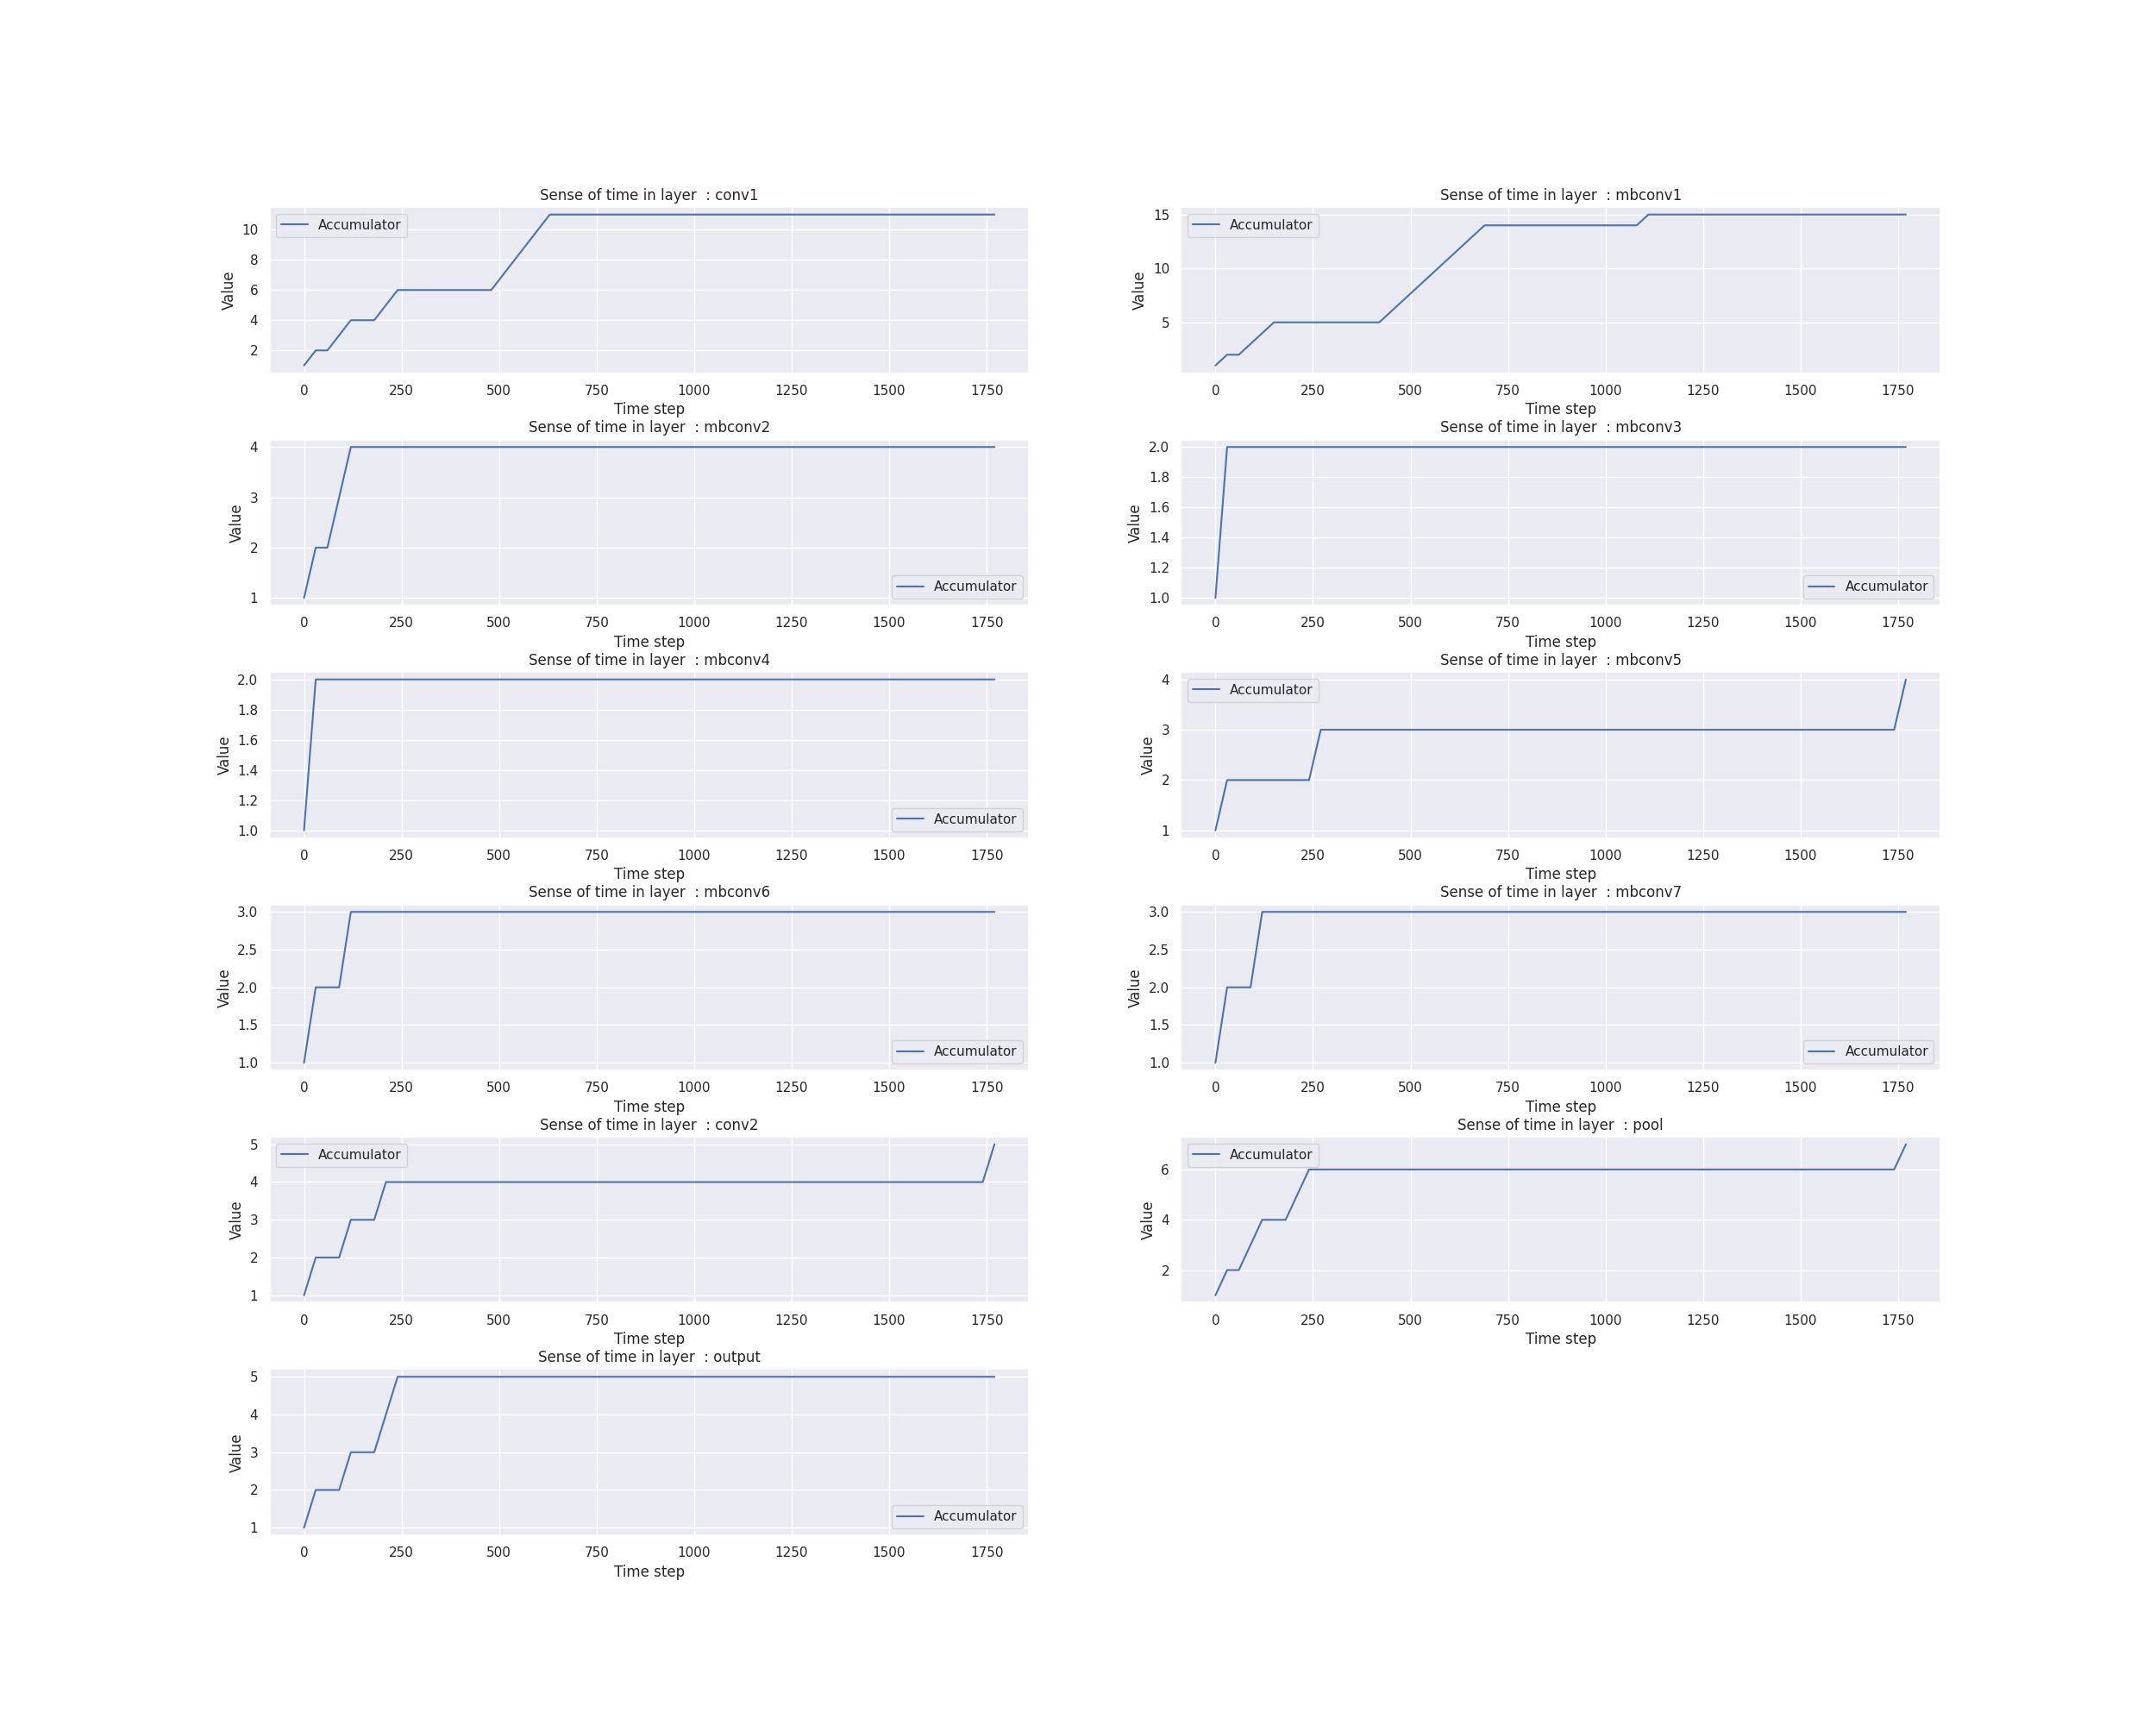 Sense of time in layer  : conv1
Accumulator
Value
10
8
6
4
2
0 250 500 750 1000 1250 1500 1750
Time step
Sense of time in layer  : mbconv1
Accumulator
Value
15
10
5
0 250 500 750 1000 1250 1500 1750
Time step
Sense of time in layer  : mbconv2
Value
4
3
2
1
Accumulator
0 250 500 750 1000 1250 1500 1750
Time step
Sense of time in layer  : mbconv3
Value
2.0
1.8
1.6
1.4
1.2
1.0
Accumulator
0 250 500 750 1000 1250 1500 1750
Time step
Sense of time in layer  : mbconv4
Value
2.0
1.8
1.6
1.4
1.2
1.0
Accumulator
0 250 500 750 1000 1250 1500 1750
Time step
Sense of time in layer  : mbconv5
Accumulator
Value
4
3
2
1
0 250 500 750 1000 1250 1500 1750
Time step
Sense of time in layer  : mbconv6
Value
3.0
2.5
2.0
1.5
1.0
Accumulator
0 250 500 750 1000 1250 1500 1750
Time step
Sense of time in layer  : mbconv7
Value
3.0
2.5
2.0
1.5
1.0
Accumulator
0 250 500 750 1000 1250 1500 1750
Time step
Sense of time in layer  : conv2
Accumulator
Value
5
4
3
2
1
0 250 500 750 1000 1250 1500 1750
Time step
Sense of time in layer  : pool
Accumulator
Value
6
4
2
0 250 500 750 1000 1250 1500 1750
Time step
Sense of time in layer  : output
Value
5
4
3
2
1
Accumulator
0 250 500 750 1000 1250 1500 1750
Time step